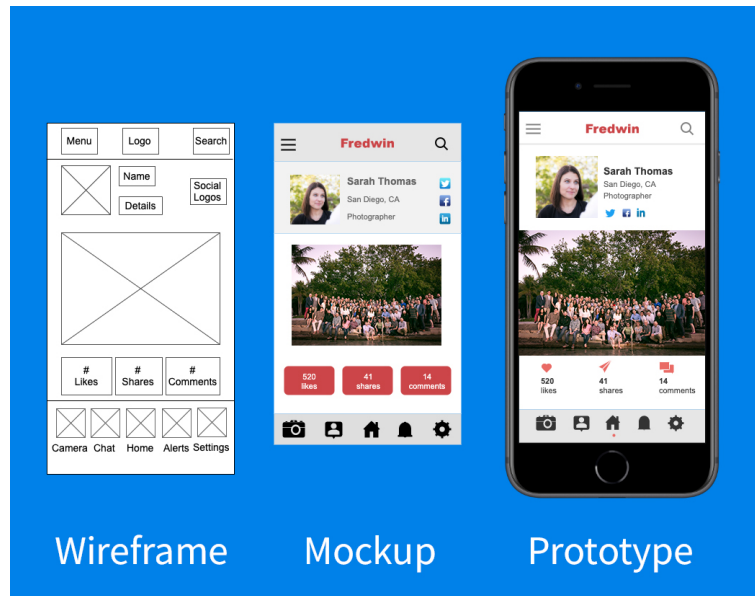 Menu
Logo
Search
Name
Details
Social
Logos
#
Likes
#
Shares
#
Comments
Camera
Chat
Home
Alerts
Settings
Fredwin
Sarah Thomas
San Diego, CA
Photographer
520
likes
41
shares
14
comments
Fredwin
Sarah Thomas
San Diego, CA
Photographer
520
likes
41
shares
14
comments
Wireframe
Mockup
Prototype